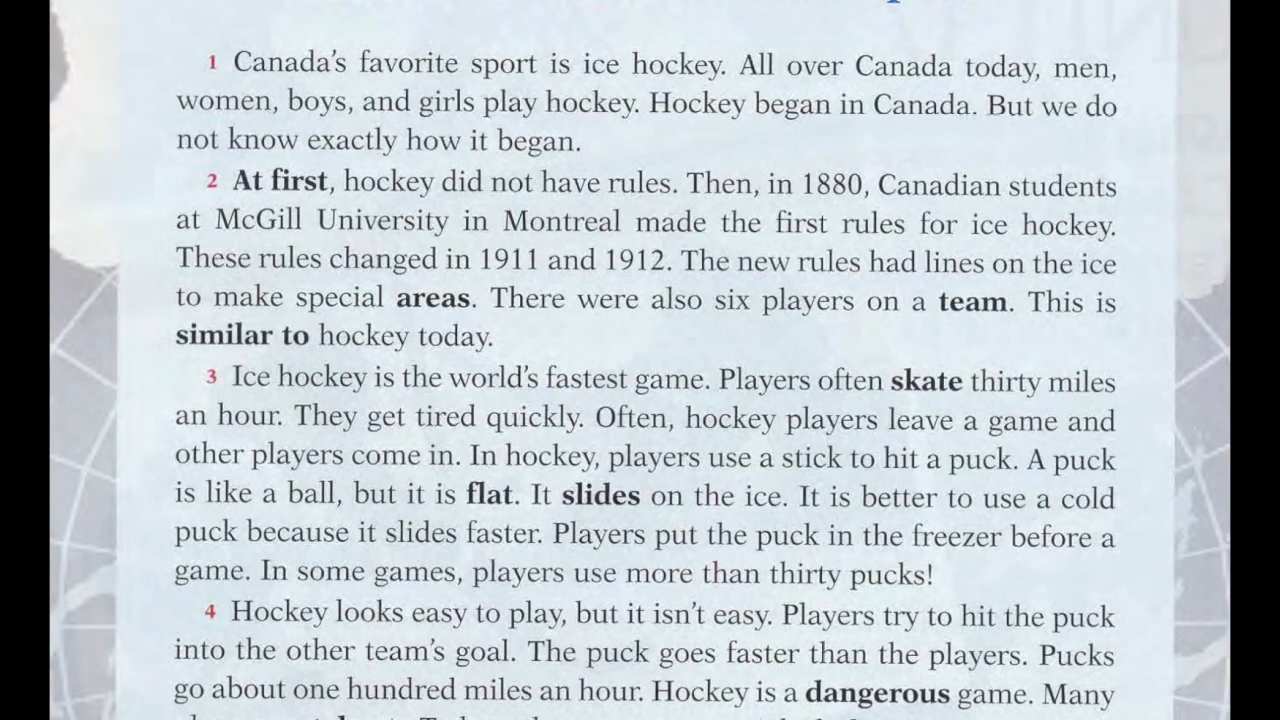 1 Canada's favorite sport is ice hockey. All over Canada today, men,
women, boys, and girls play hockey. Hockey began in Canada. But we do
not know exactly how it began.
2 At first, hockey did not have rules. Then, in 1880, Canadian students
at McGill University in Montreal made the first rules for ice hockey.
These rules changed in 1911 and 1912. The new rules had lines on the ice
to make special areas. There were also six players on a team. This is
similar to hockey today.
3 Ice hockey is the world's fastest game. Players often skate thirty miles
an hour. They get tired quickly. Often, hockey players leave a game and
other players come in. In hockey, players use a stick to hit a puck. A puck
is like a ball, but it is flat. It slides on the ice. It is better to use a cold
puck because it slides faster. Players put the puck in the freezer before a
game. In some games, players use more than thirty pucks!
4 Hockey looks easy to play, but it isn't easy. Players try to hit the puck
into the other team's goal. The puck goes faster than the players. Pucks
go about one hundred miles an hour. Hockey is a dangerous game. Many